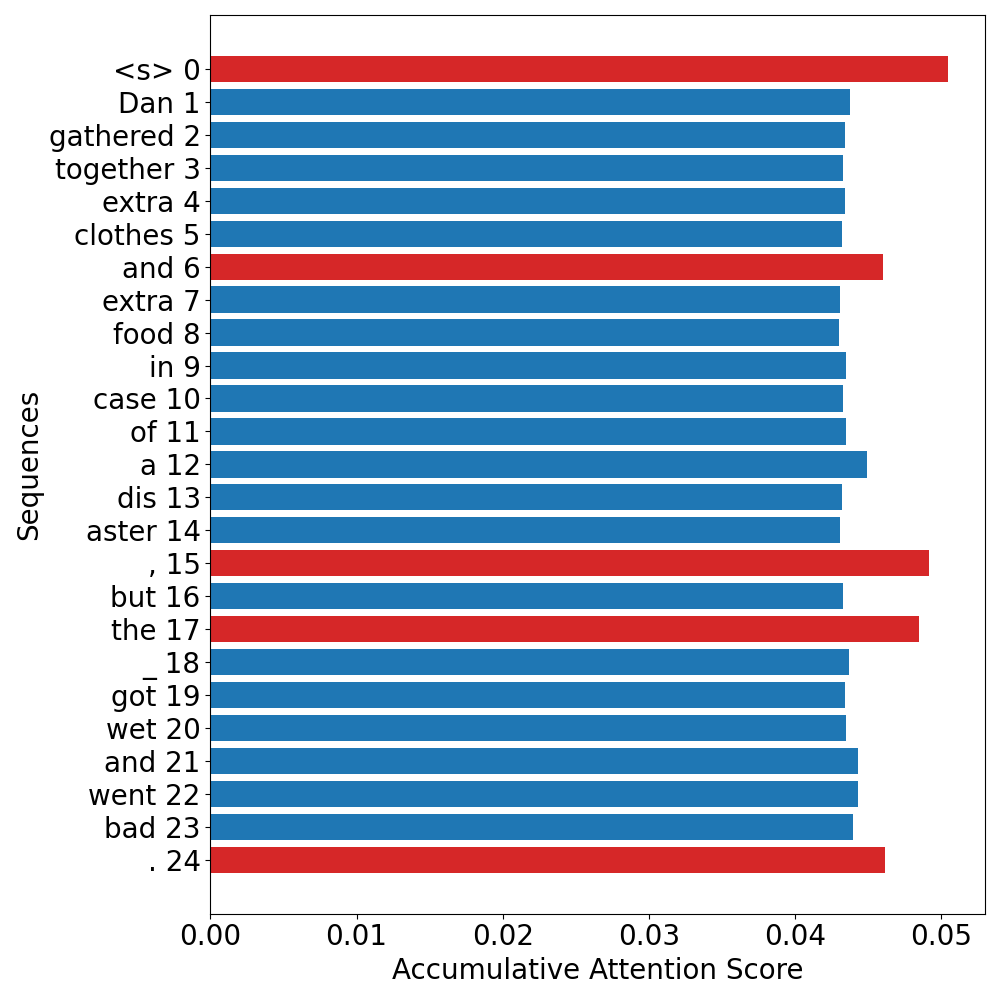 <s> 0
Dan 1
gathered 2
together 3
extra 4
clothes 5
and 6
extra 7
food 8
in 9
case 10
of 11
a 12
dis 13
aster 14
, 15
but 16
the 17
_ 18
got 19
wet 20
and 21
went 22
bad 23
. 24
Sequences
0.00 0.01 0.02 0.03 0.04 0.05
Accumulative Attention Score